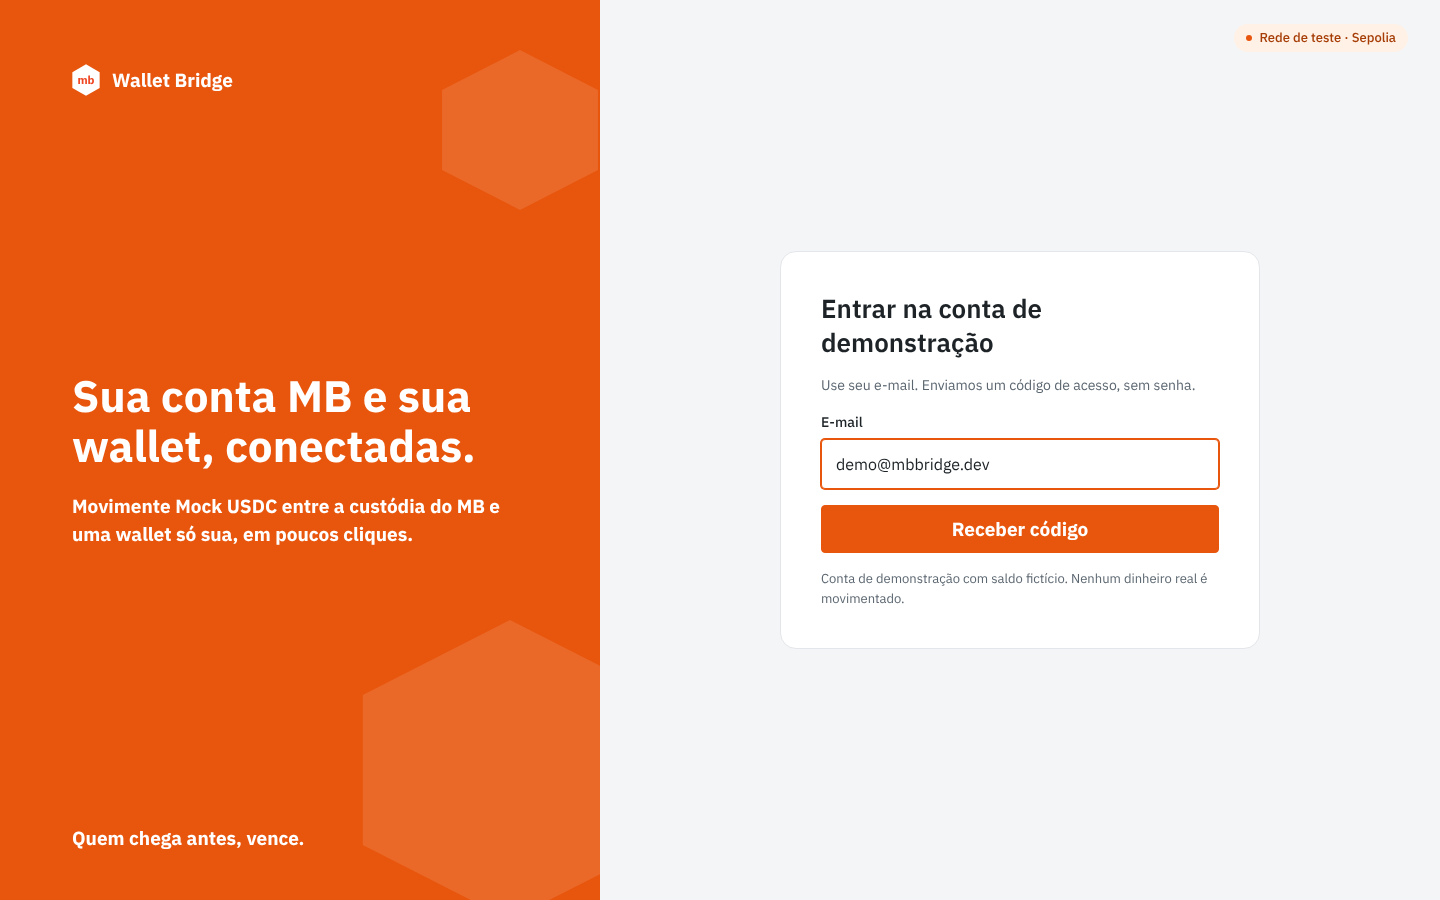 mb Wallet Bridge
Sua conta MB e sua
wallet, conectadas.
Movimente Mock USDC entre a custódia do MB e
uma wallet só sua, em poucos cliques.
Quem chega antes, vence.
Rede de teste · Sepolia
Entrar na conta de
demonstração
Use seu e-mail. Enviamos um código de acesso, sem senha.
E-mail
demo@mbbridge.dev
Receber código
Conta de demonstração com saldo fictício. Nenhum dinheiro real é
movimentado.